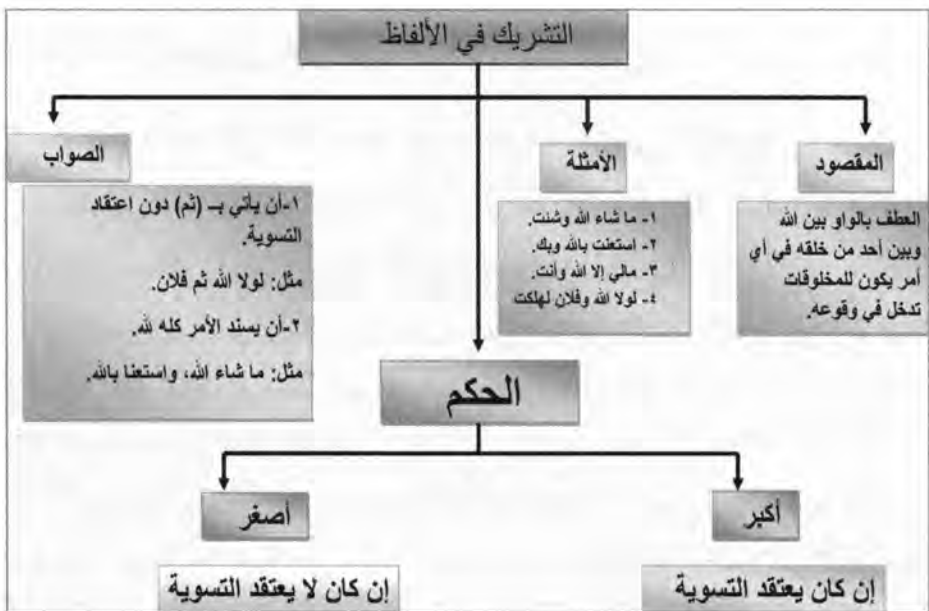 التشريك في الألفاظ
المقصود
العطف بالواو بين الله
وبين أحد من خلقه في أي
أمر يكون للمخلوقات
تدخل في وقوعه.
الأمثلة
١- ما شاء الله وشئت.
٢- استعنت بالله وبك.
٣- مالي إلا الله وأنت.
٤- لولا الله وفلان لهلكت
الصواب
١-أن يأتي بـ (ثم) دون اعتقاد
التسوية.
مثل: لولا الله ثم فلان.
٢-أن يسند الأمر كله لله.
مثل: ما شاء الله، واستعنا بالله.
الحكم
أكبر
إن كان يعتقد التسوية
أصغر
إن كان لا يعتقد التسوية